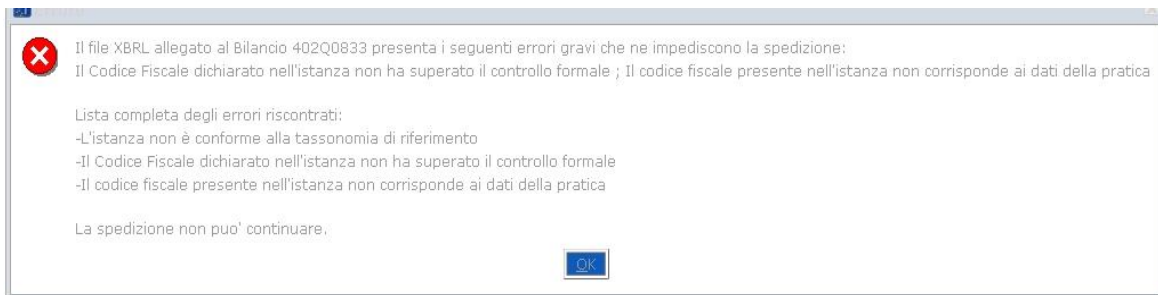 Il file XBRL allegato al Bilancio 402Q0833 presenta i seguenti errori gravi che ne impediscono la spedizione:
Il Codice Fiscale dichiarato nell'istanza non ha superato il controllo formale ; Il codice fiscale presente nell'istanza non corrisponde ai dati della pratica
Lista completa degli errori riscontrati:
-L'istanza non è conforme alla tassonomia di riferimento
-Il Codice Fiscale dichiarato nell'istanza non ha superato il controllo formale
-Il codice fiscale presente nell'istanza non corrisponde ai dati della pratica
La spedizione non puo' continuare.
OK